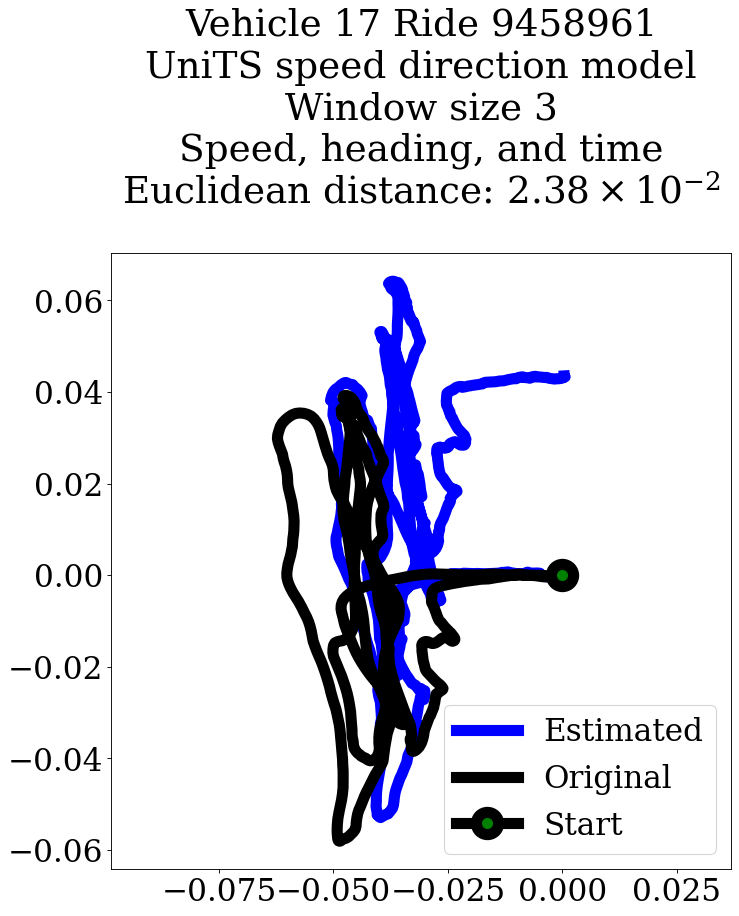 Vehicle 17 Ride 9458961
UniTS speed direction model
Window size 3
Speed, heading, and time
Euclidean distance: 2.38 × 10⁻²
0.06
0.04
0.02
0.00
−0.02
−0.04
−0.06
Estimated
Original
Start
−0.075 −0.050 −0.025 0.000 0.025